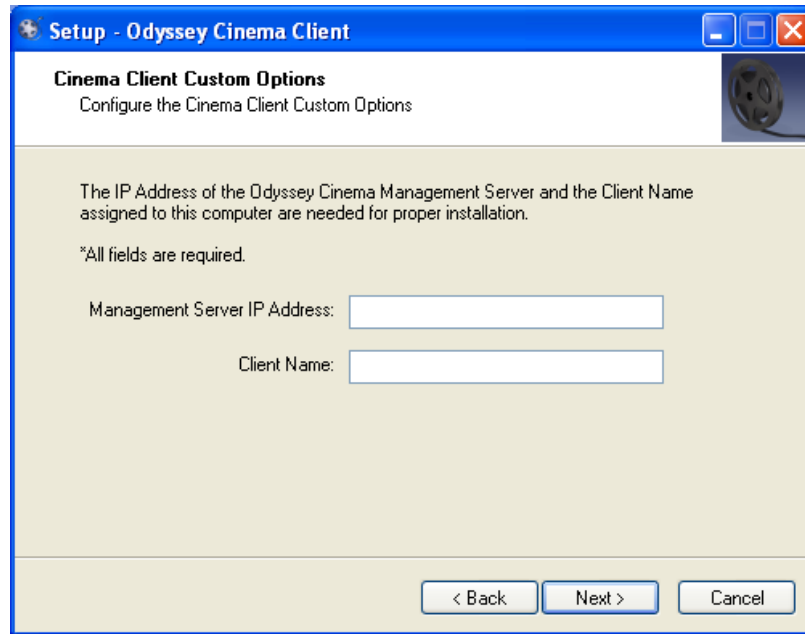 Setup - Odyssey Cinema Client
Cinema Client Custom Options
Configure the Cinema Client Custom Options
The IP Address of the Odyssey Cinema Management Server and the Client Name
assigned to this computer are needed for proper installation.
*All fields are required.
Management Server IP Address:
Client Name:
< Back Next > Cancel